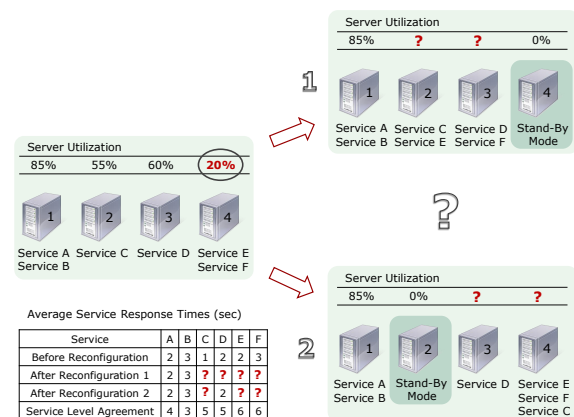 Server Utilization
85% ? ? 0%
1
1 2 3 4
Service A Service C Service D Stand-By
Service B Service E Service F Mode
Server Utilization
85% 55% 60% 20%
1 2 3 4
Service A Service C Service D Service E
Service B Service F
?
Server Utilization
85% 0% ? ?
2
1 2 3 4
Service A Stand-By Service D Service E
Service B Mode Service F
Service C
Average Service Response Times (sec)
Service A B C D E F
Before Reconfiguration 2 3 1 2 2 3
After Reconfiguration 1 2 3 ? ? ? ?
After Reconfiguration 2 2 3 ? 2 ? ?
Service Level Agreement 4 3 5 5 6 6